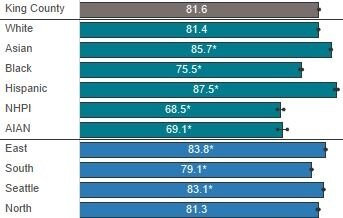 King County 81.6
White 81.4
Asian 85.7*
Black 75.5*
Hispanic 87.5*
NHPI 68.5*
AIAN 69.1*
East 83.8*
South 79.1*
Seattle 83.1*
North 81.3